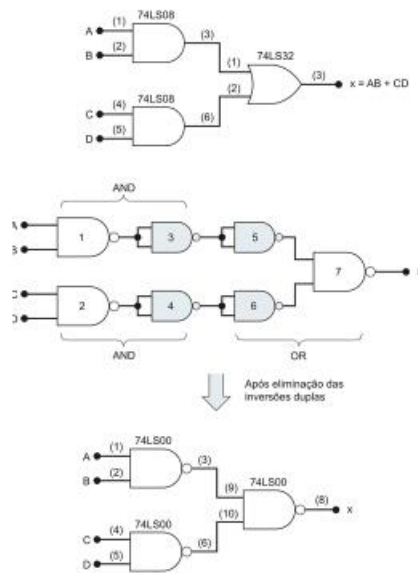 74LS08
A (1)
(3)
B (2)
74LS32
(1)
(3)
x = AB + CD
74LS08
(2)
C (4)
(6)
D (5)
AND
A
1
3
5
B
7
C
2
4
6
D
AND
OR
Após eliminação das
inversões duplas
74LS00
A (1)
(3)
B (2)
74LS00
(9)
(8)
x
74LS00
(10)
C (4)
(6)
D (5)